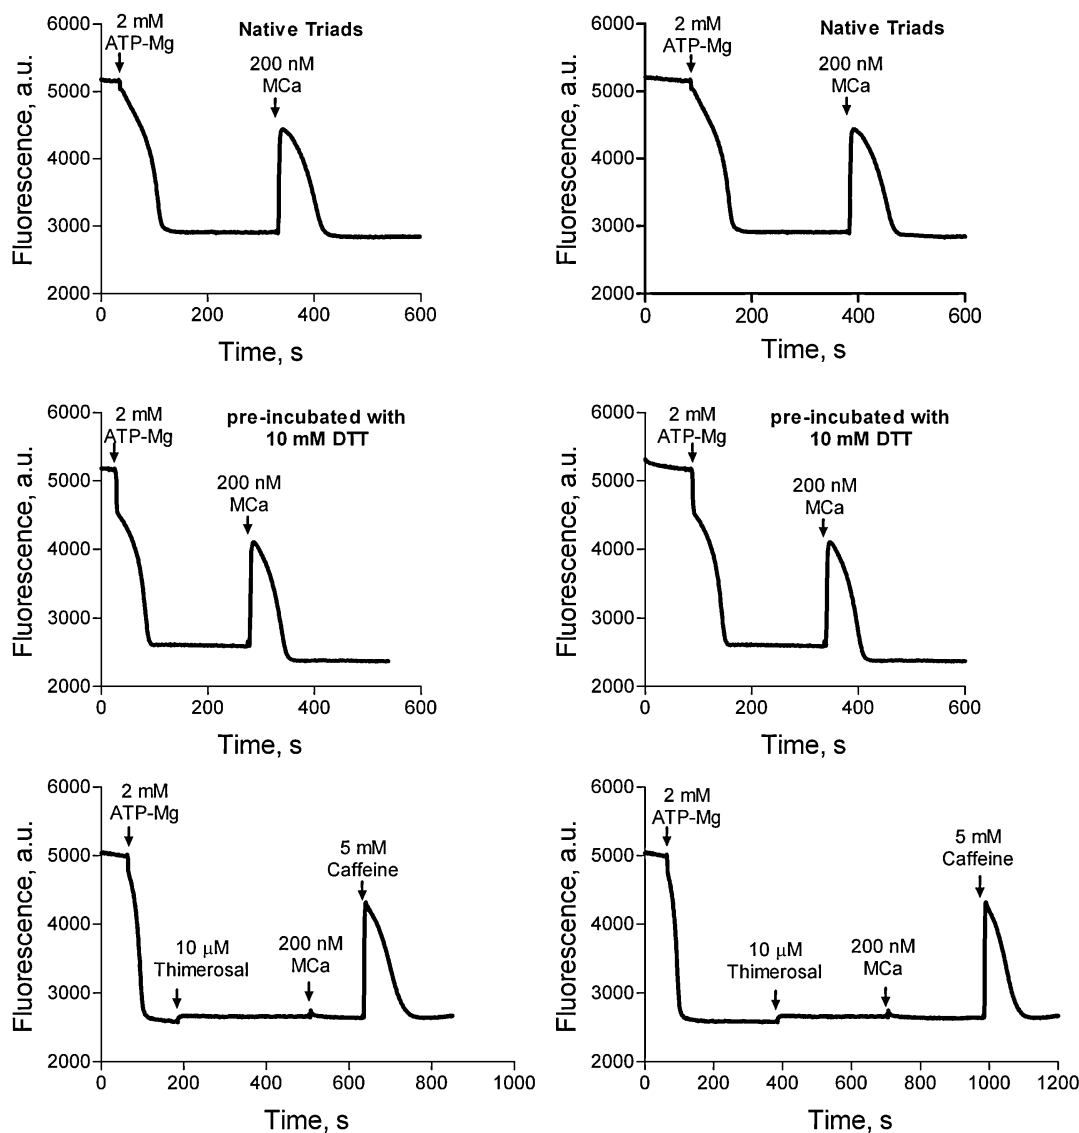 Native Triads
2 mM
ATP-Mg
200 nM
MCa
6000
5000
4000
3000
2000
0
200
400
600
Fluorescence, a.u.
Time, s
Native Triads
2 mM
ATP-Mg
200 nM
MCa
6000
5000
4000
3000
2000
0
200
400
600
Fluorescence, a.u.
Time, s
pre-incubated with
10 mM DTT
2 mM
ATP-Mg
200 nM
MCa
6000
5000
4000
3000
2000
0
200
400
600
Fluorescence, a.u.
Time, s
pre-incubated with
10 mM DTT
2 mM
ATP-Mg
200 nM
MCa
6000
5000
4000
3000
2000
0
200
400
600
Fluorescence, a.u.
Time, s
2 mM
ATP-Mg
10 μM
Thimerosal
200 nM
MCa
5 mM
Caffeine
6000
5000
4000
3000
2000
0
200
400
600
800
1000
Fluorescence, a.u.
Time, s
2 mM
ATP-Mg
10 μM
Thimerosal
200 nM
MCa
5 mM
Caffeine
6000
5000
4000
3000
2000
0
200
400
600
800
1000
1200
Fluorescence, a.u.
Time, s